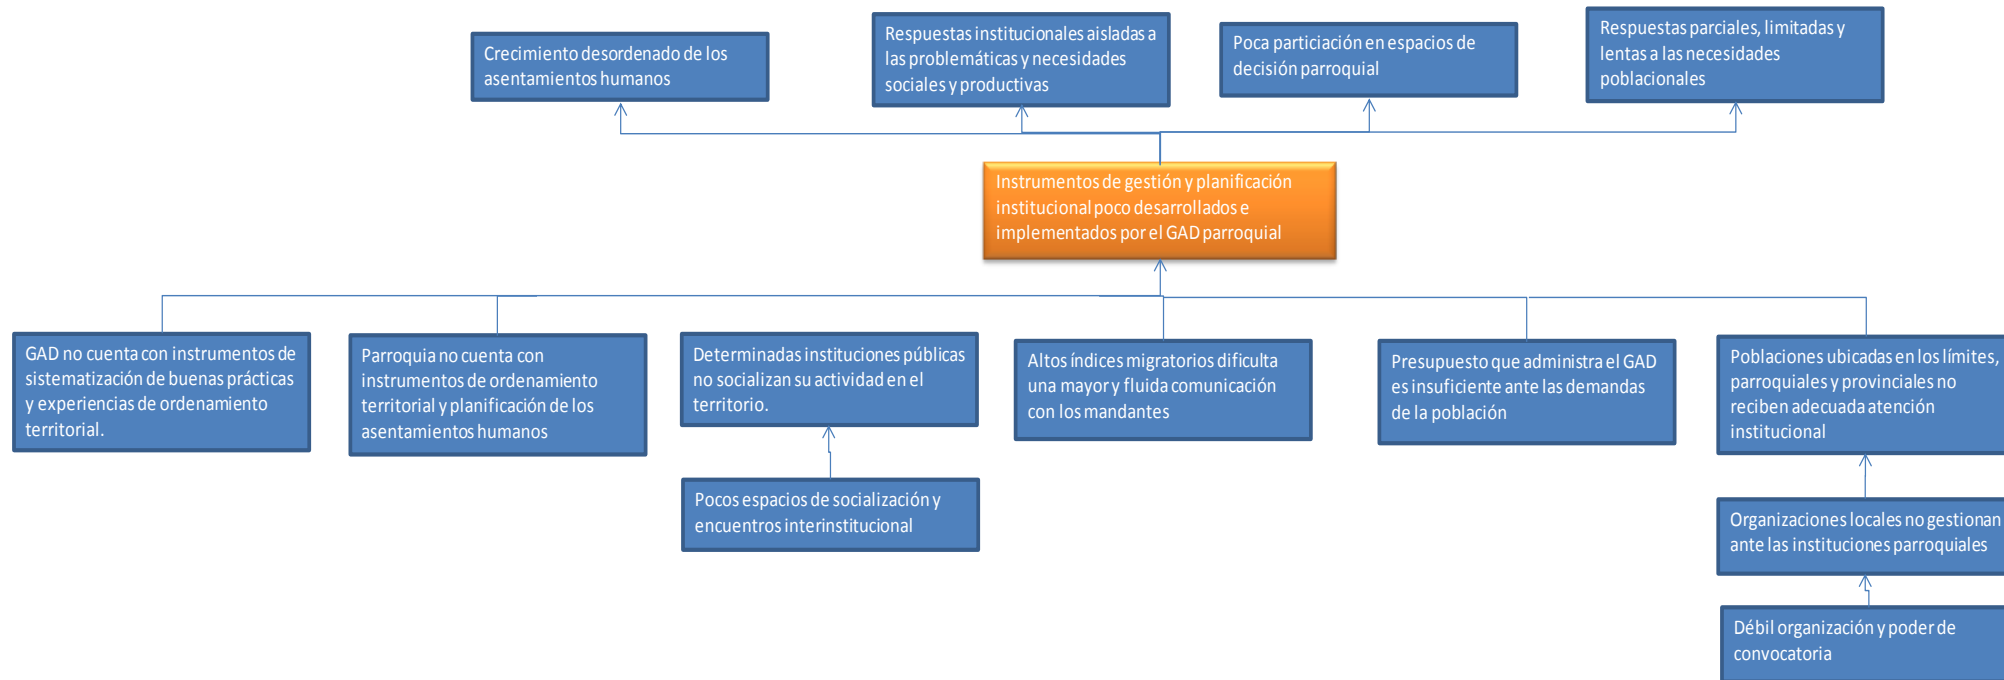 Crecimiento desordenado de los
asentamientos humanos
Respuestas institucionales aisladas a
las problemáticas y necesidades
sociales y productivas
Poca particiación en espacios de
decisión parroquial
Respuestas parciales, limitadas y
lentas a las necesidades
poblacionales
Instrumentos de gestión y planificación
institucional poco desarrollados e
implementados por el GAD parroquial
GAD no cuenta con instrumentos de
sistematización de buenas prácticas
y experiencias de ordenamiento
territorial.
Parroquia no cuenta con
instrumentos de ordenamiento
territorial y planificación de los
asentamientos humanos
Determinadas instituciones públicas
no socializan su actividad en el
territorio.
Altos índices migratorios dificulta
una mayor y fluida comunicación
con los mandantes
Presupuesto que administra el GAD
es insuficiente ante las demandas
de la población
Poblaciones ubicadas en los límites,
parroquiales y provinciales no
reciben adecuada atención
institucional
Pocos espacios de socialización y
encuentros interinstitucional
Organizaciones locales no gestionan
ante las instituciones parroquiales
Débil organización y poder de
convocatoria